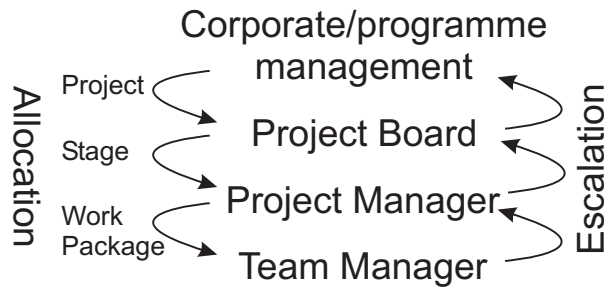 Corporate/programme
management
Allocation
Project
Project Board
Stage
Project Manager
Work
Package
Team Manager
Escalation